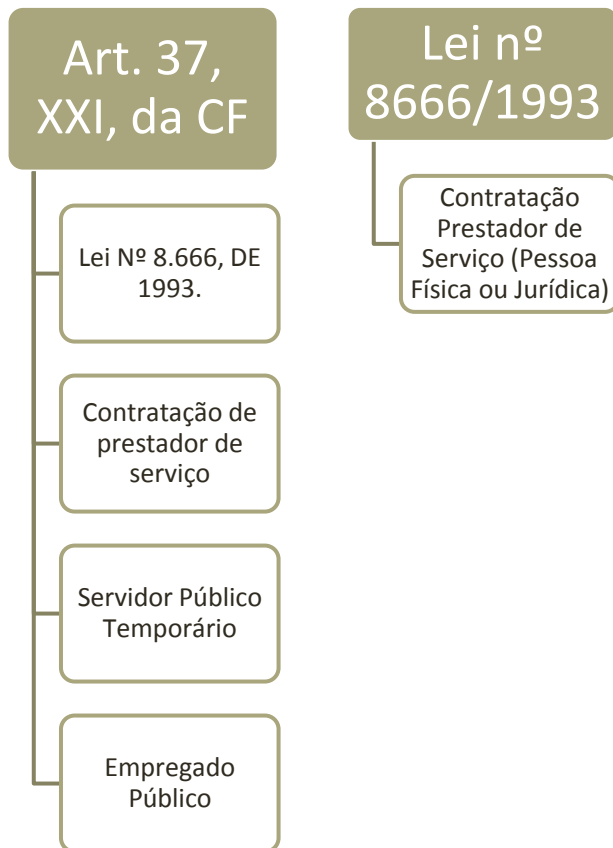 Art. 37,
XXI, da CF
Lei Nº 8.666, DE
1993.
Contratação de
prestador de
serviço
Servidor Público
Temporário
Empregado
Público
Lei nº
8666/1993
Contratação
Prestador de
Serviço (Pessoa
Física ou Jurídica)